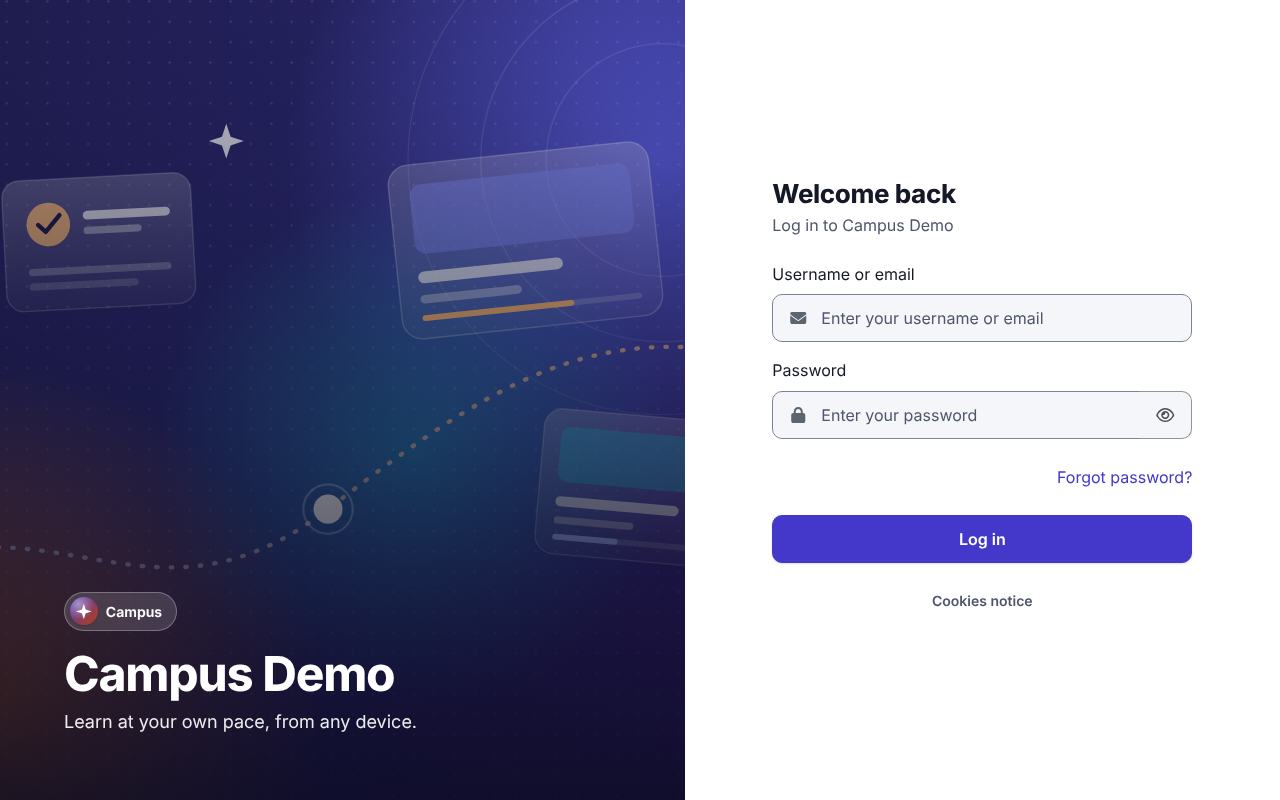 Campus
Campus Demo
Learn at your own pace, from any device.
Welcome back
Log in to Campus Demo
Username or email
Enter your username or email
Password
Enter your password
Forgot password?
Log in
Cookies notice